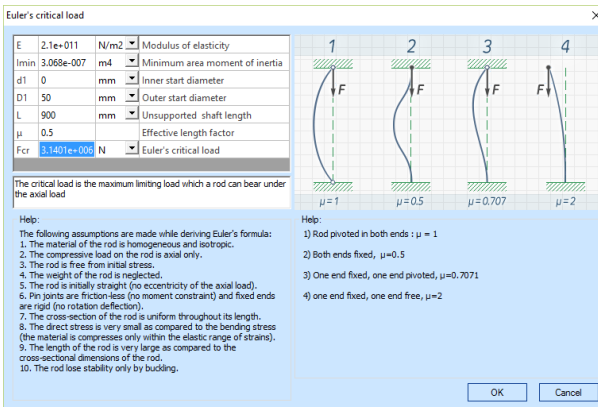 Euler's critical load
E 2.1e+011 N/m2 Modulus of elasticity
Imin 3.068e-007 m4 Minimum area moment of inertia
d1 0 mm Inner start diameter
D1 50 mm Outer start diameter
L 900 mm Unsupported shaft length
μ 0.5 Effective length factor
Fcr 3.1401e+006 N Euler's critical load
The critical load is the maximum limiting load which a rod can bear under
the axial load
1 2 3 4
F F F F
μ=1 μ=0.5 μ=0.707 μ=2
Help:
The following assumptions are made while deriving Euler's formula:
1. The material of the rod is homogeneous and isotropic.
2. The compressive load on the rod is axial only.
3. The rod is free from initial stress.
4. The weight of the rod is neglected.
5. The rod is initially straight (no eccentricity of the axial load).
6. Pin joints are friction-less (no moment constraint) and fixed ends
are rigid (no rotation deflection).
7. The cross-section of the rod is uniform throughout its length.
8. The direct stress is very small as compared to the bending stress
(the material is compresses only within the elastic range of strains).
9. The length of the rod is very large as compared to the
cross-sectional dimensions of the rod.
10. The rod lose stability only by buckling.
Help:
1) Rod pivoted in both ends : μ = 1
2) Both ends fixed, μ=0.5
3) One end fixed, one end pivoted, μ=0.7071
4) one end fixed, one end free, μ=2
OK Cancel